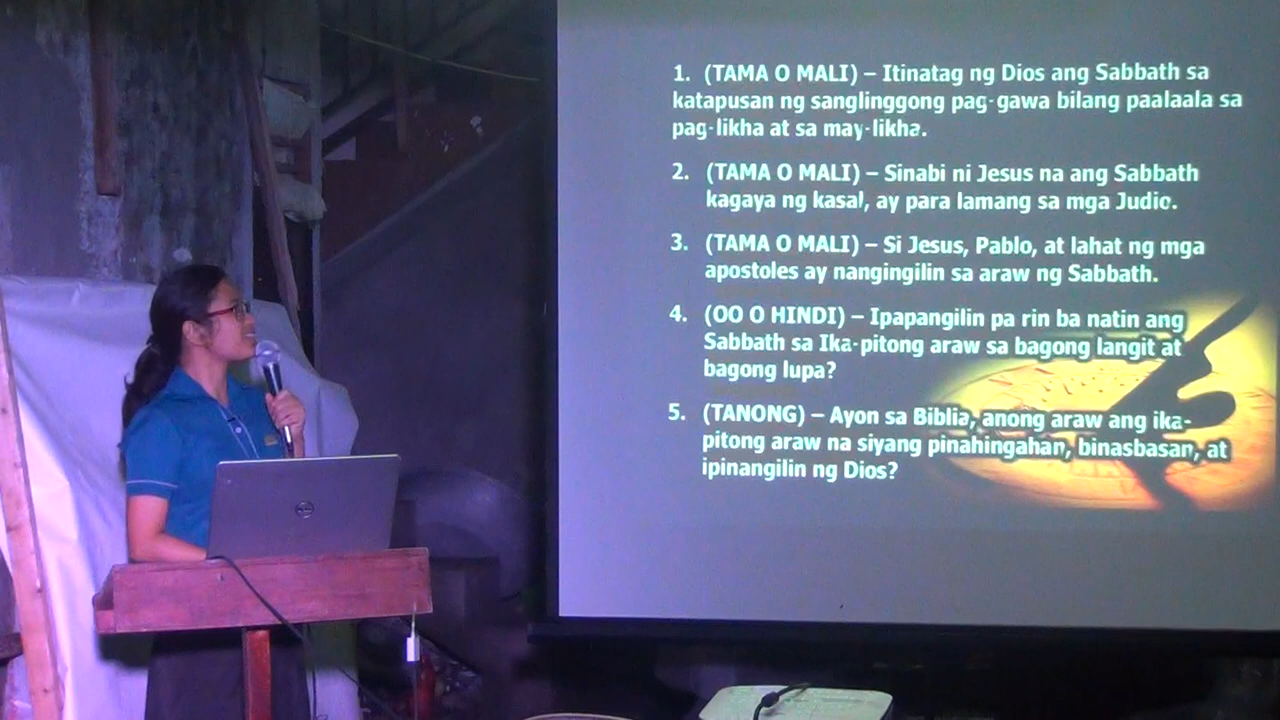 1. (TAMA O MALI) – Itinatag ng Dios ang Sabbath sa
katapusan ng sanglinggong pag-gawa bilang paalaala sa
pag-likha at sa may-likha.
2. (TAMA O MALI) – Sinabi ni Jesus na ang Sabbath
kagaya ng kasal, ay para lamang sa mga Judio.
3. (TAMA O MALI) – Si Jesus, Pablo, at lahat ng mga
apostoles ay nangingilin sa araw ng Sabbath.
4. (OO O HINDI) – Ipapangilin pa rin ba natin ang
Sabbath sa Ika-pitong araw sa bagong langit at
bagong lupa?
5. (TANONG) – Ayon sa Biblia, anong araw ang ika-
pitong araw na siyang pinahingahan, binasbasan, at
ipinangilin ng Dios?
DELL